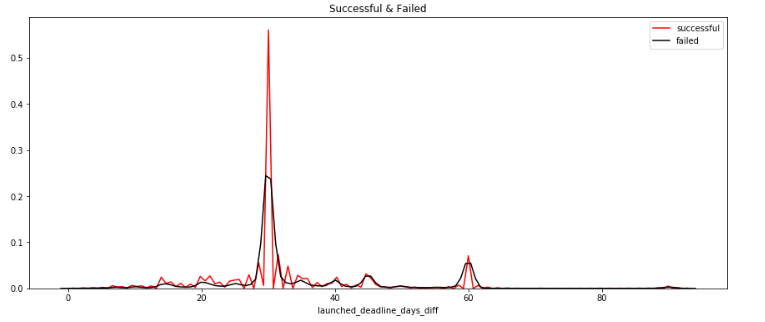 Successful & Failed
successful
failed
0.5
0.4
0.3
0.2
0.1
0.0
0
20
40
60
80
launched_deadline_days_diff